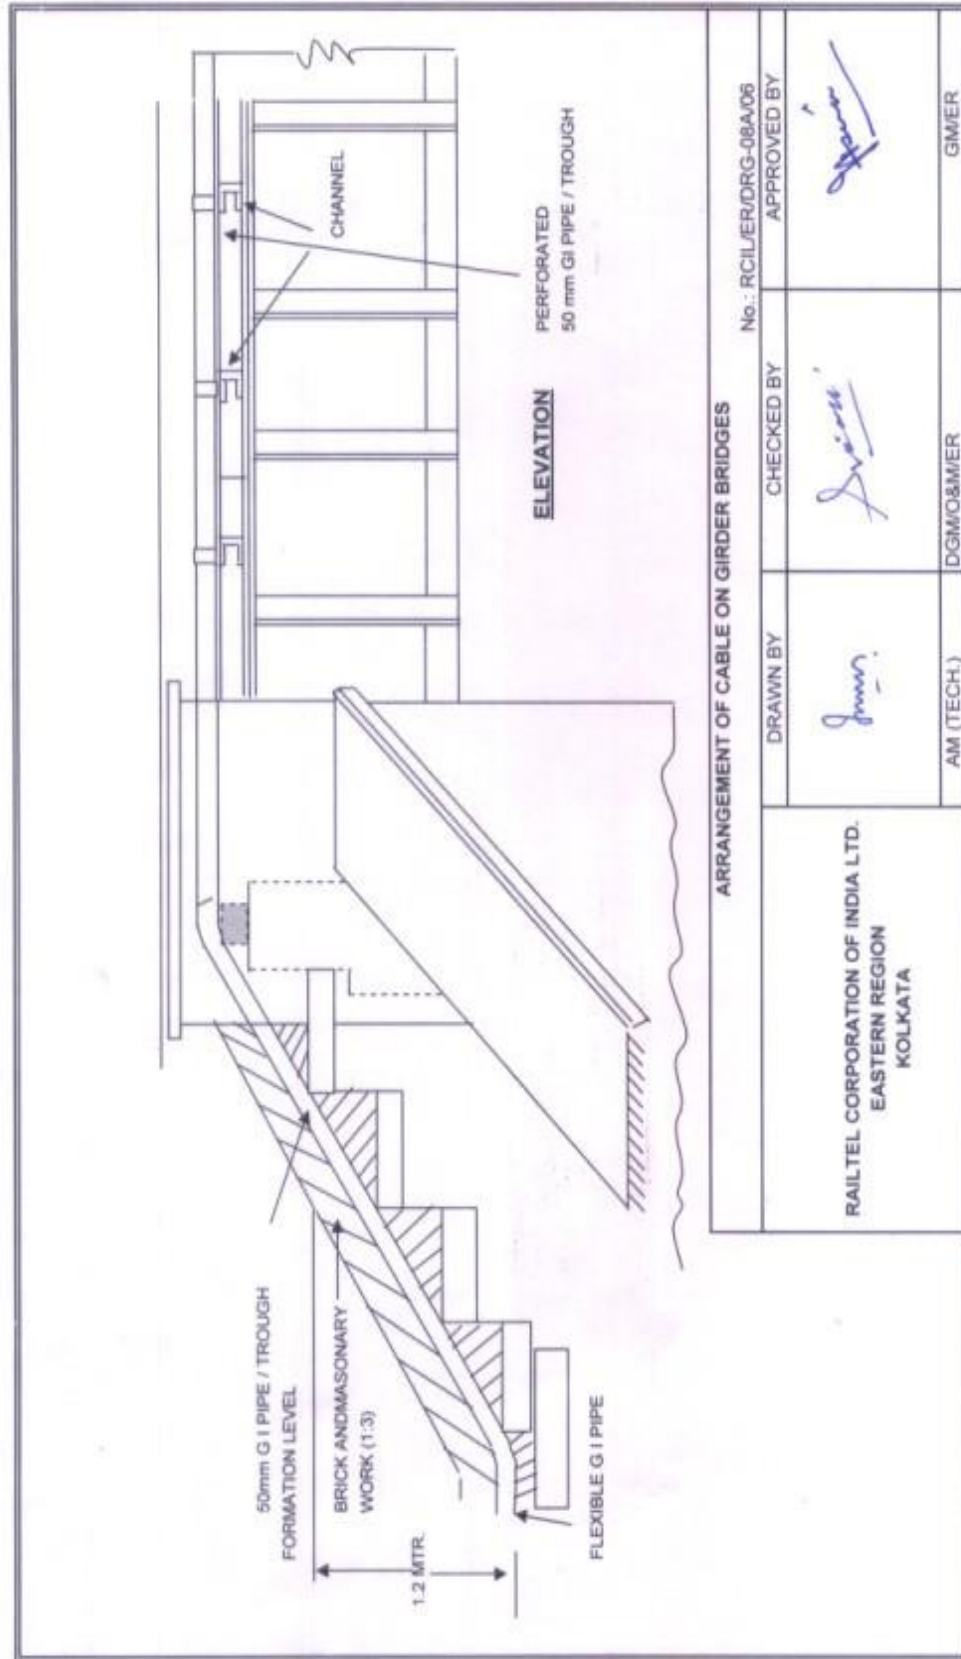 50mm G I PIPE / TROUGH
FORMATION LEVEL
BRICK ANDMASONARY
WORK (1:3)
1.2 MTR.
FLEXIBLE G I PIPE
CHANNEL
PERFORATED
50 mm GI PIPE / TROUGH
ELEVATION
ARRANGEMENT OF CABLE ON GIRDER BRIDGES
No.: RCIL/ER/DRG-08A/06
RAILTEL CORPORATION OF INDIA LTD.
EASTERN REGION
KOLKATA
DRAWN BY
CHECKED BY
APPROVED BY
AM (TECH.)
DGM/O&M/ER
GM/ER